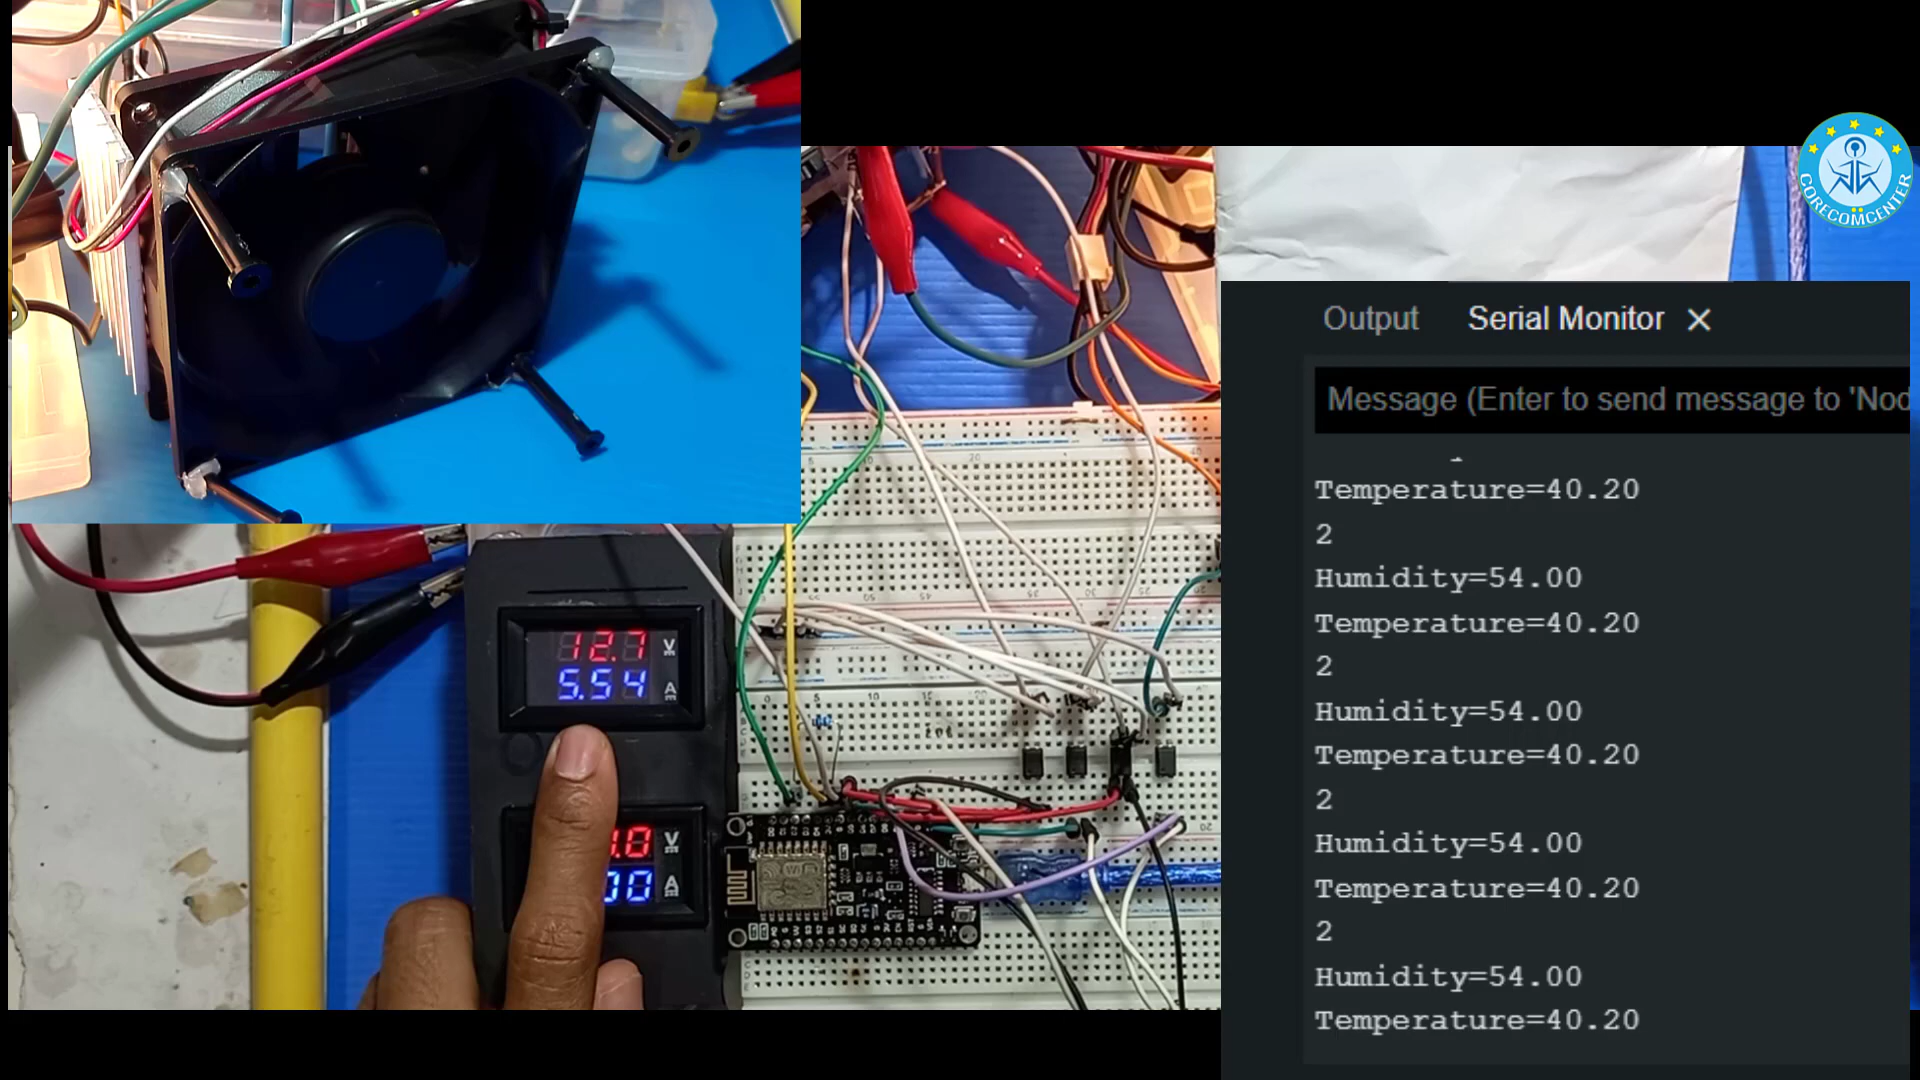 CORECOMCENTER
Output Serial Monitor
Message (Enter to send message to 'Nod
Temperature=40.20
2
Humidity=54.00
Temperature=40.20
2
Humidity=54.00
Temperature=40.20
2
Humidity=54.00
Temperature=40.20
2
Humidity=54.00
Temperature=40.20
12.7 V
5.54 A
.0 V
00 A